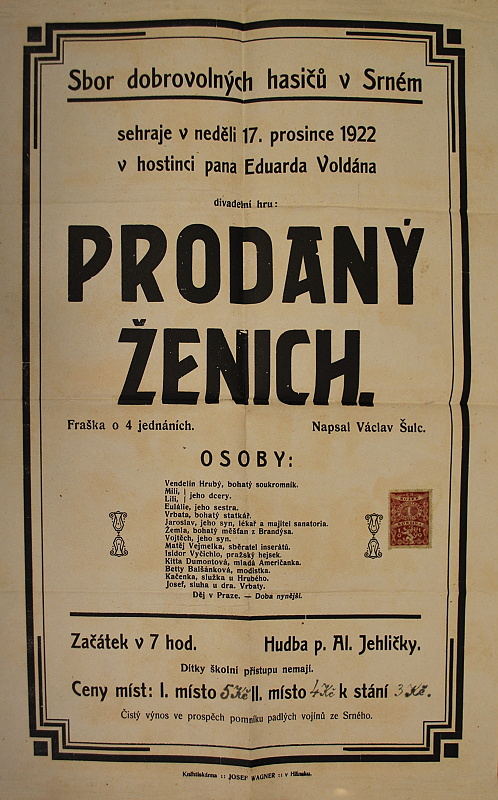 Sbor dobrovolných hasičů v Srném
sehraje v neděli 17. prosince 1922
v hostinci pana Eduarda Voldána
divadelní hru:
PRODANÝ
ŽENICH.
Fraška o 4 jednáních. Napsal Václav Šulc.
OSOBY:
Vendelín Hrubý, bohatý soukromník.
Mili,
Lili, } jeho dcery.
Eulálie, jeho sestra.
Vrbata, bohatý statkář.
Jaroslav, jeho syn, lékař a majitel sanatoria.
Žemla, bohatý měšťan z Brandýsa.
Vojtěch, jeho syn.
Matěj Vejmelka, sběratel inserátů.
Isidor Vyčichlo, pražský hejsek.
Kitta Dumontová, mladá Američanka.
Betty Balšánková, modistka.
Kačenka, služka u Hrubého.
Josef, sluha u dra. Vrbaty.
Děj v Praze. — Doba nynější.
KOLEK
1
KORUNA
Začátek v 7 hod. Hudba p. Al. Jehličky.
Dítky školní přístupu nemají.
Ceny míst: I. místo 5 Kč II. místo 4 Kč k stání 3 Kč.
Čistý výnos ve prospěch pomníku padlých vojínů ze Srného.
Knihtiskárna :: JOSEF WAGNER :: v Hlinsku.